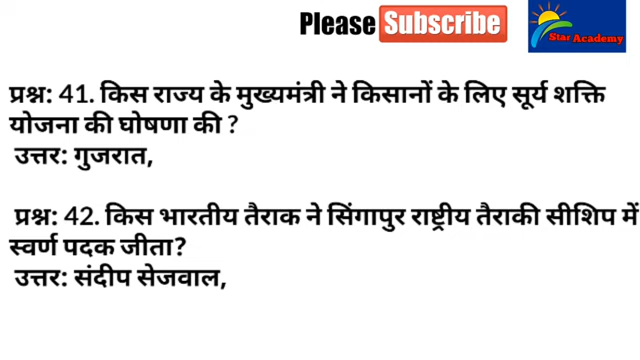 Please Subscribe
Star Academy
प्रश्न: 41. किस राज्य के मुख्यमंत्री ने किसानों के लिए सूर्य शक्ति
योजना की घोषणा की ?
उत्तर: गुजरात,
प्रश्न: 42. किस भारतीय तैराक ने सिंगापुर राष्ट्रीय तैराकी सीशिप में
स्वर्ण पदक जीता?
उत्तर: संदीप सेजवाल,